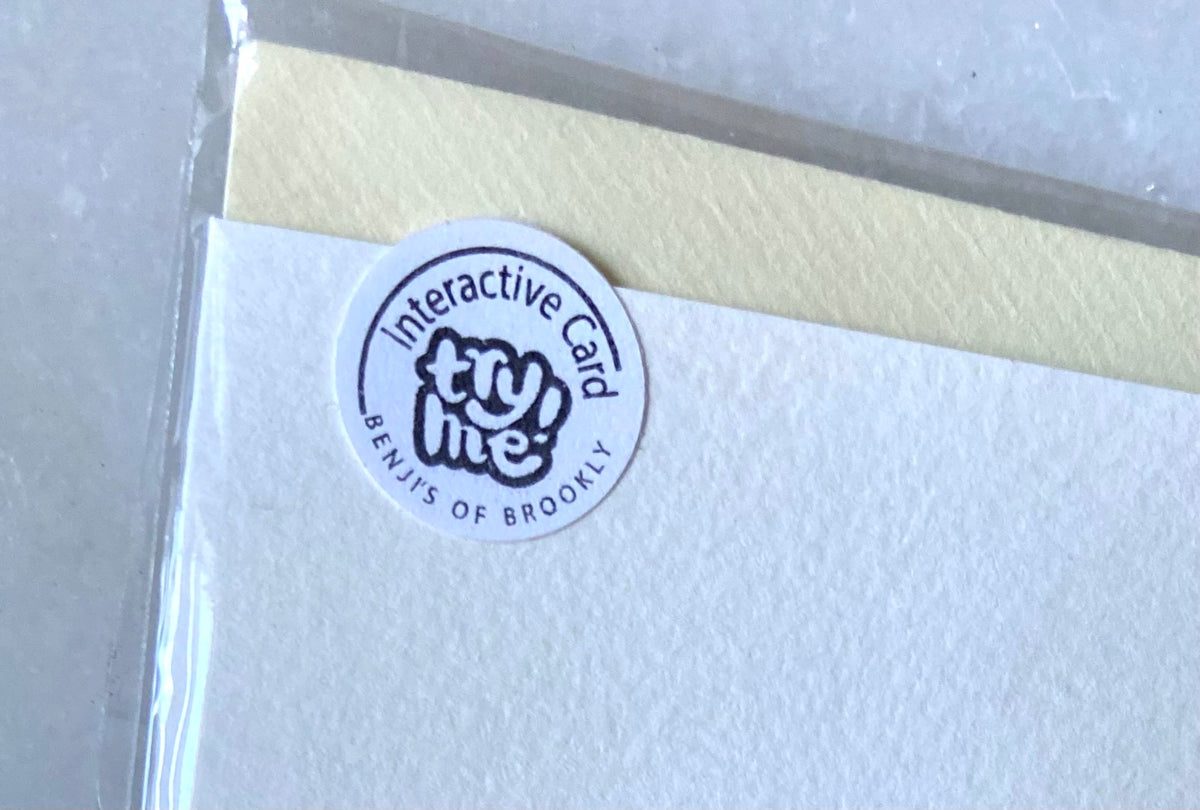 Interactive Card
try
me
BENJI'S OF BROOKLY